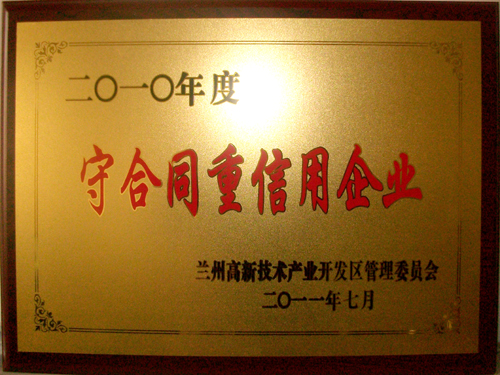 二〇一〇年度
守合同重信用企业
兰州高新技术产业开发区管理委员会
二〇一一年七月